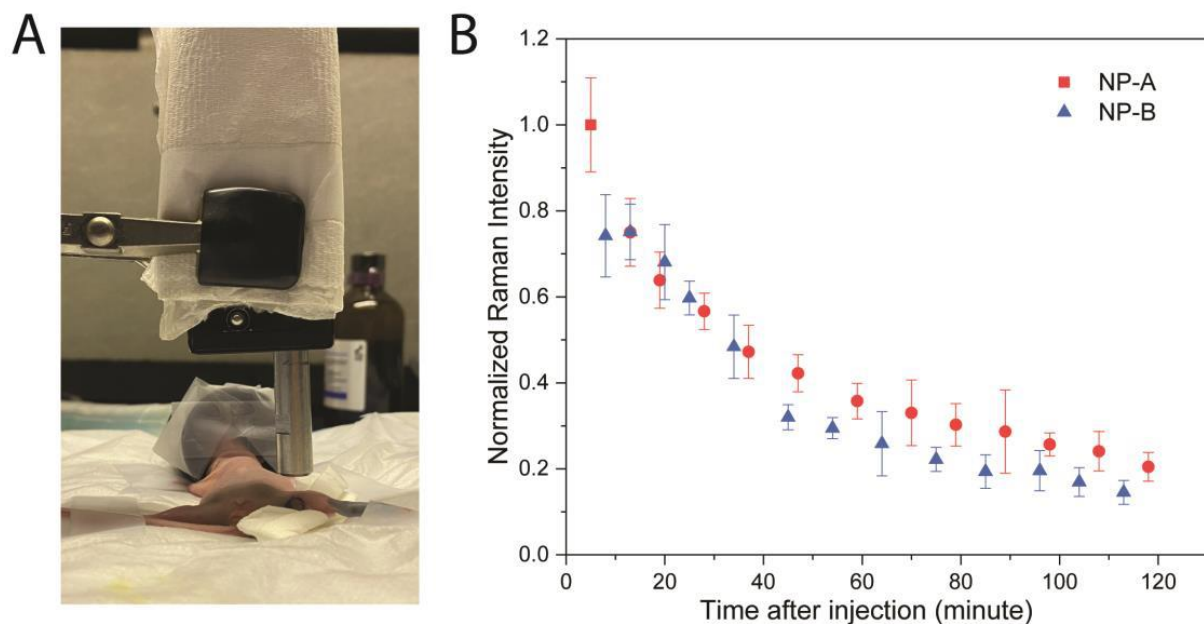 A
B
1.2
1.0
0.8
0.6
0.4
0.2
0.0
Normalized Raman Intensity
NP-A
NP-B
0 20 40 60 80 100 120
Time after injection (minute)